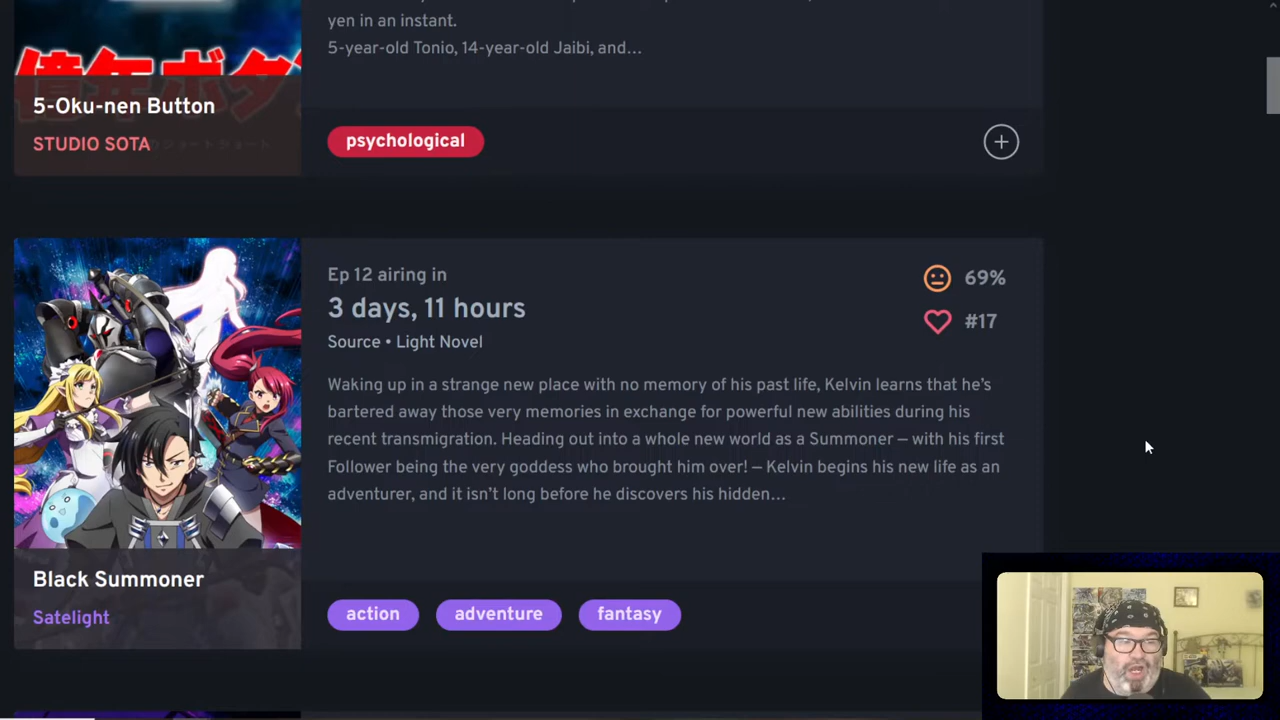 yen in an instant.
5-year-old Tonio, 14-year-old Jaibi, and…
億年ボタン
5-Oku-nen Button
STUDIO SOTA
psychological
Ep 12 airing in
3 days, 11 hours
Source • Light Novel
69%
#17
Waking up in a strange new place with no memory of his past life, Kelvin learns that he's
bartered away those very memories in exchange for powerful new abilities during his
recent transmigration. Heading out into a whole new world as a Summoner – with his first
Follower being the very goddess who brought him over! – Kelvin begins his new life as an
adventurer, and it isn't long before he discovers his hidden…
Black Summoner
Satelight
action
adventure
fantasy